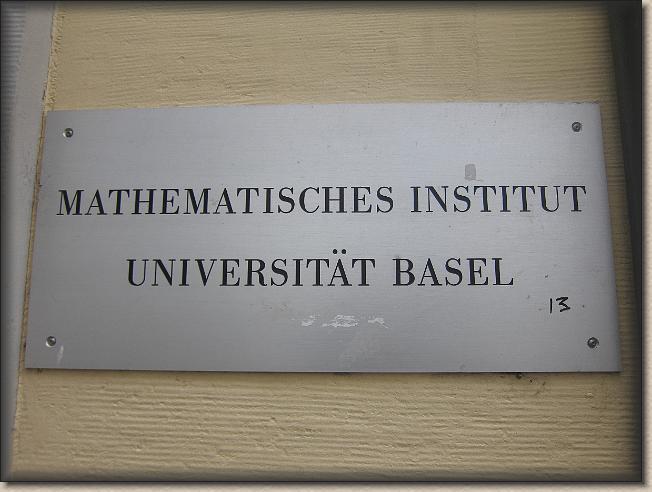 MATHEMATISCHES INSTITUT
UNIVERSITÄT BASEL
13